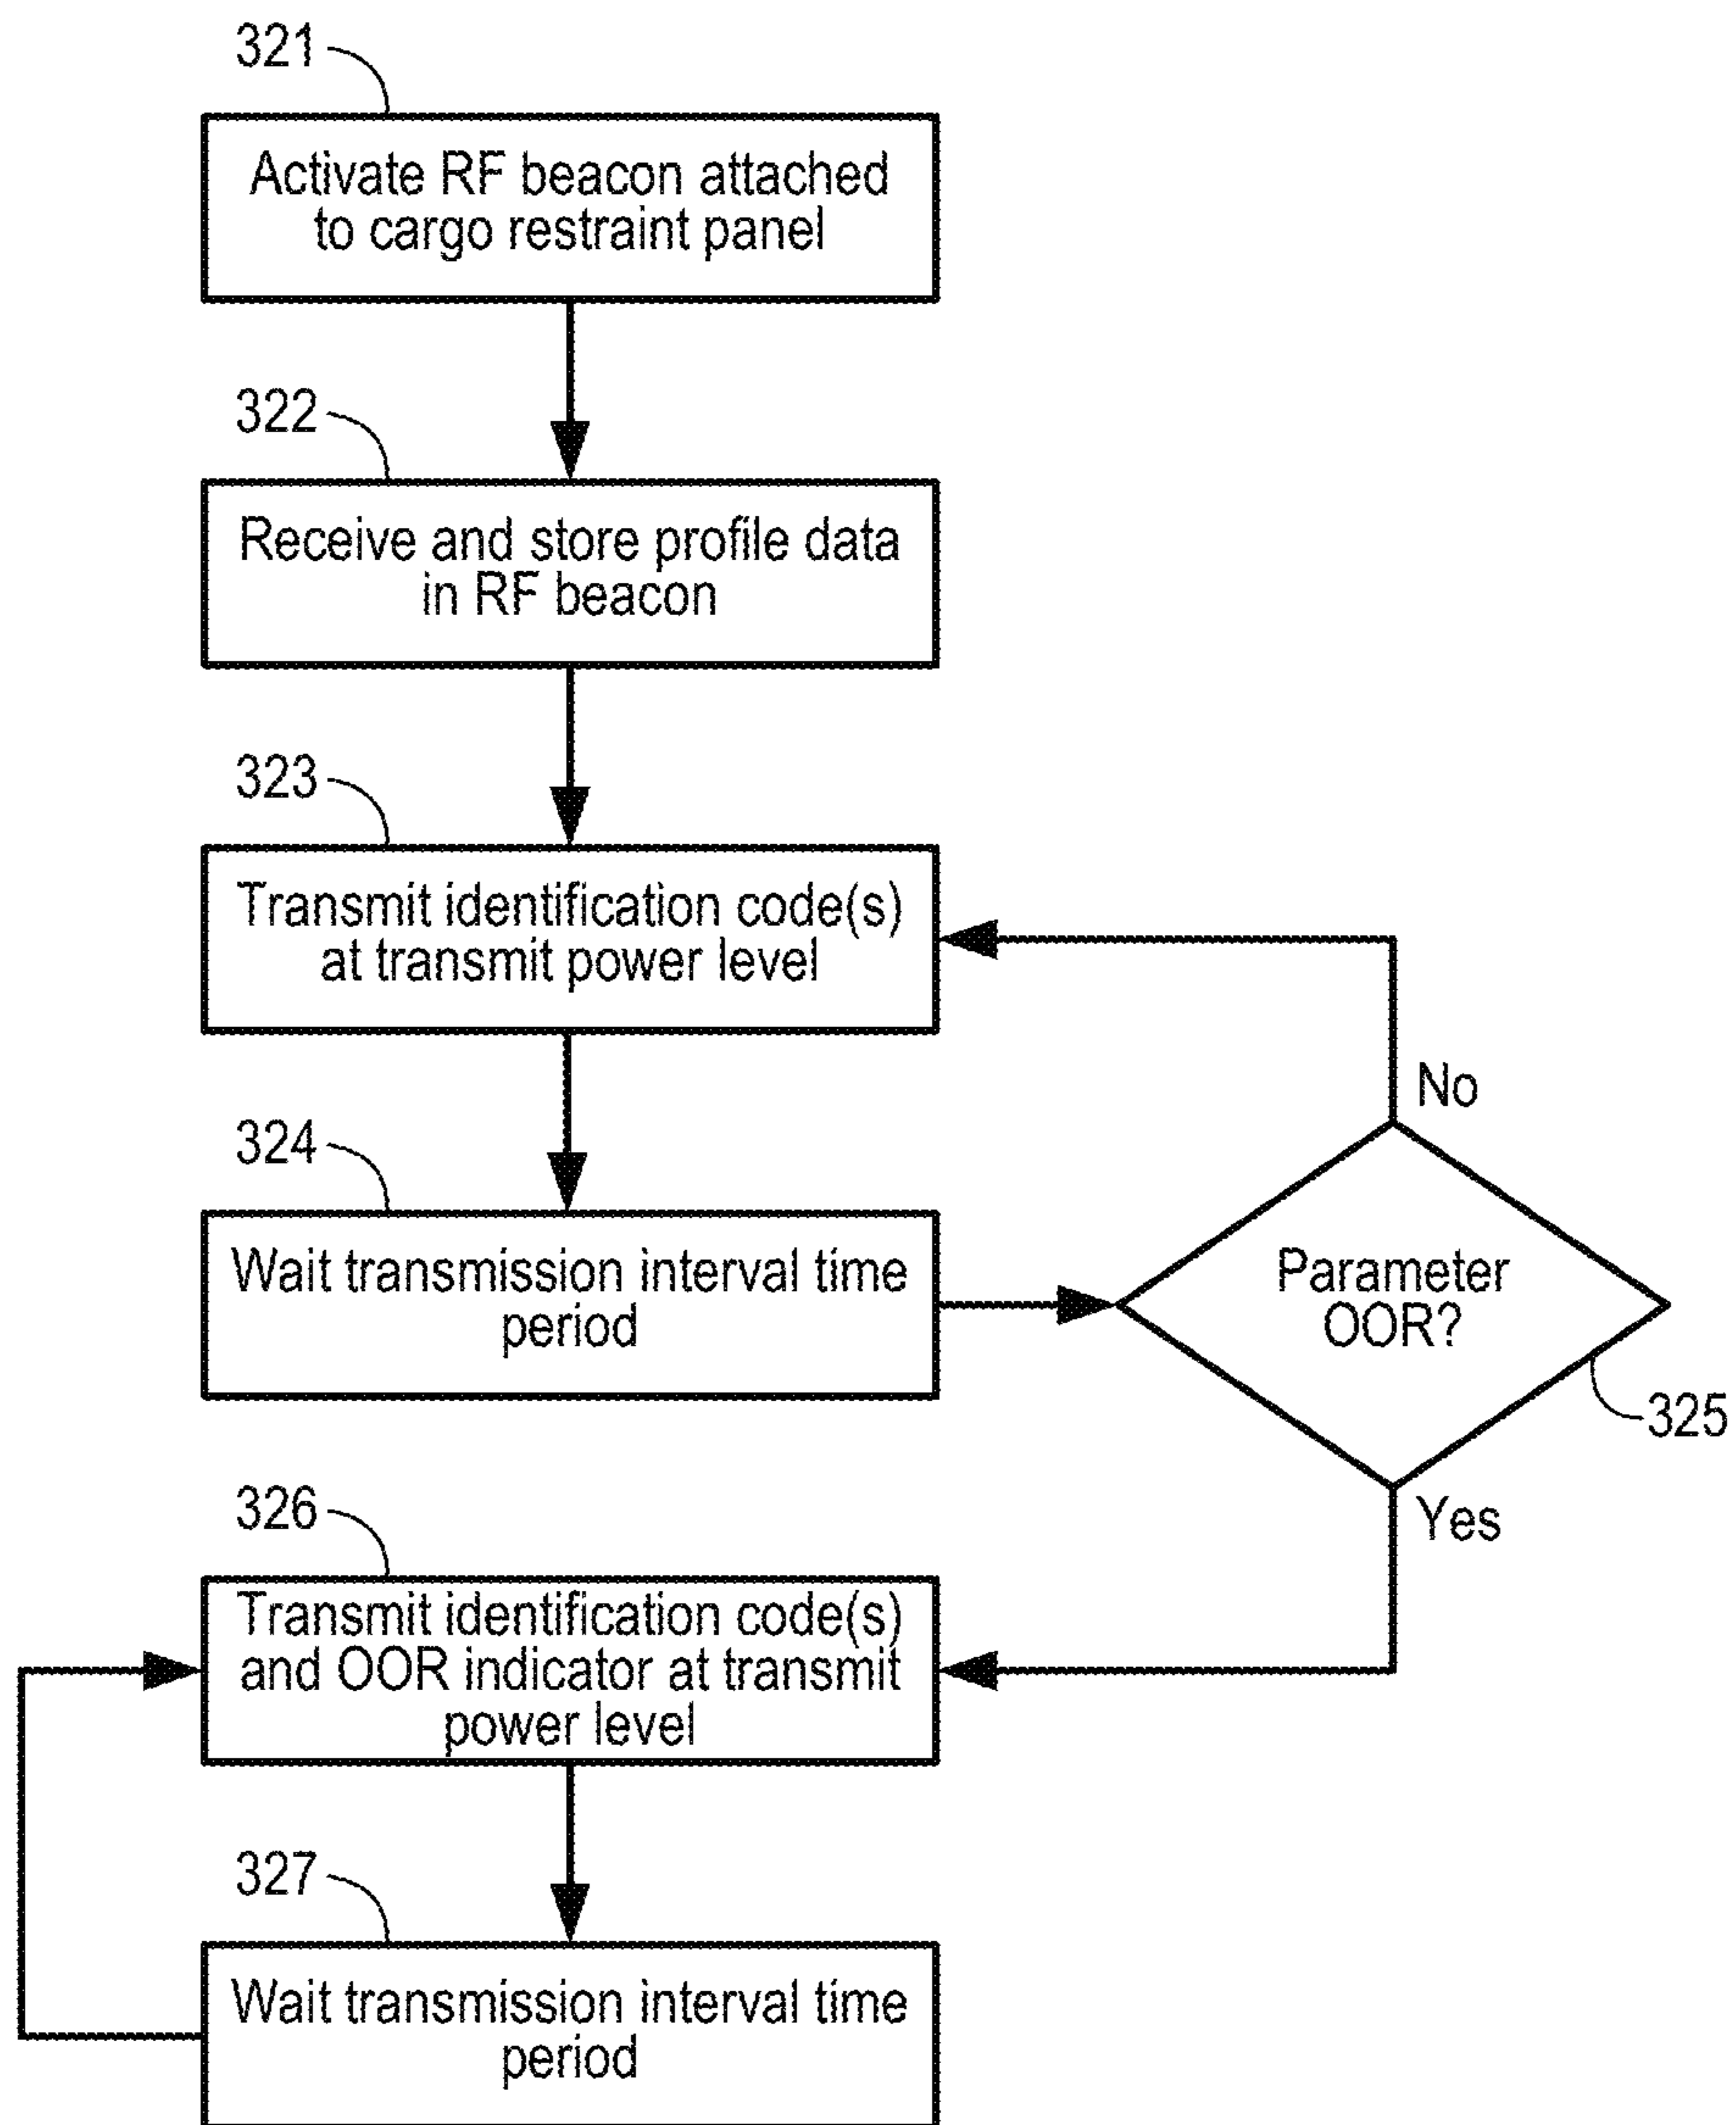 321
Activate RF beacon attached
to cargo restraint panel
322
Receive and store profile data
in RF beacon
323
Transmit identification code(s)
at transmit power level
No
324
Wait transmission interval time
period
Parameter
OOR?
325
Yes
326
Transmit identification code(s)
and OOR indicator at transmit
power level
327
Wait transmission interval time
period